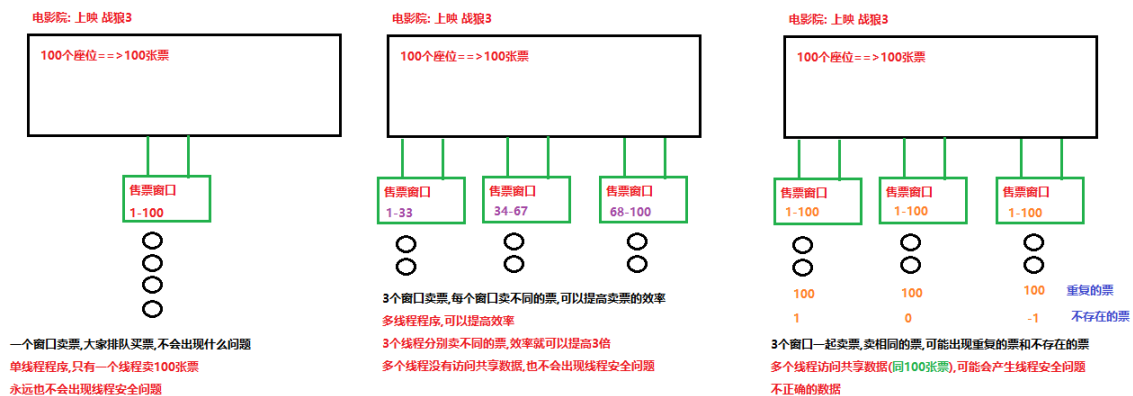 电影院: 上映 战狼3
100个座位==>100张票
售票窗口
1-100
一个窗口卖票,大家排队买票,不会出现什么问题
单线程程序,只有一个线程卖100张票
永远也不会出现线程安全问题
电影院: 上映 战狼3
100个座位==>100张票
售票窗口
1-33
售票窗口
34-67
售票窗口
68-100
3个窗口卖票,每个窗口卖不同的票,可以提高卖票的效率
多线程程序,可以提高效率
3个线程分别卖不同的票,效率就可以提高3倍
多个线程没有访问共享数据,也不会出现线程安全问题
电影院: 上映 战狼3
100个座位==>100张票
售票窗口
1-100
售票窗口
1-100
售票窗口
1-100
100 100 100 重复的票
1 0 -1 不存在的票
3个窗口一起卖票,卖相同的票,可能出现重复的票和不存在的票
多个线程访问共享数据(同100张票),可能会产生线程安全问题
不正确的数据